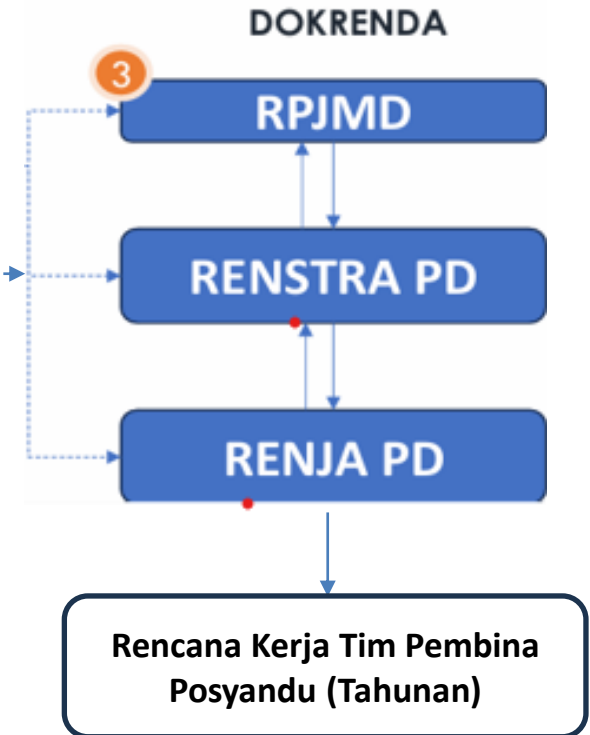 DOKRENDA
3
RPJMD
RENSTRA PD
RENJA PD
Rencana Kerja Tim Pembina
Posyandu (Tahunan)